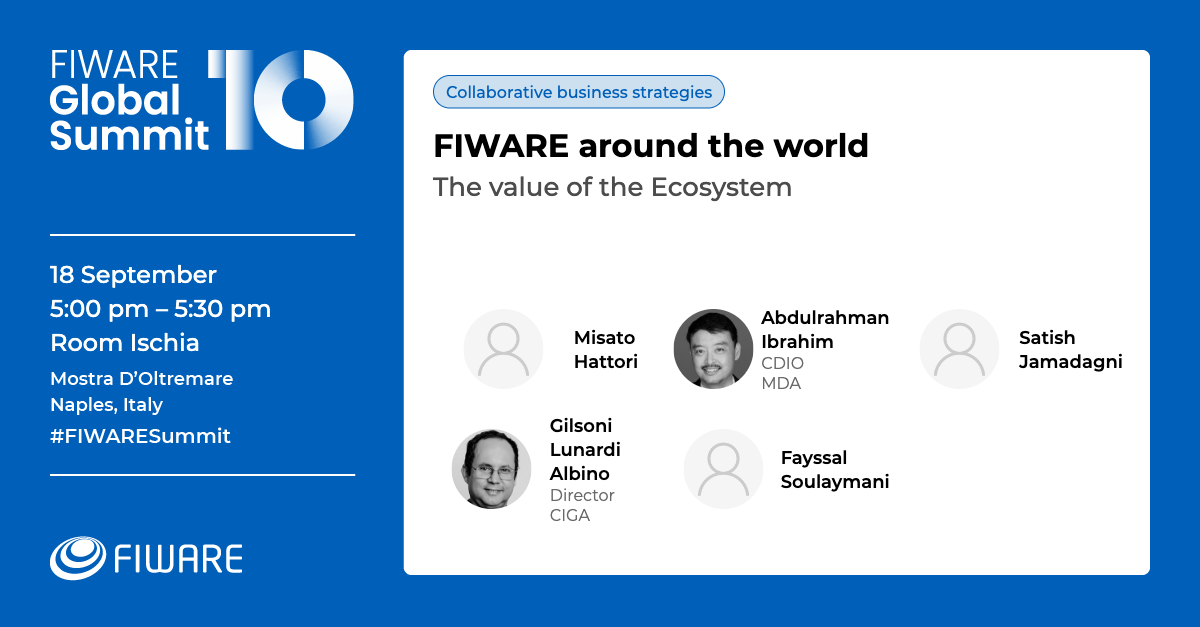 FIWARE
Global
Summit
10
18 September
5:00 pm – 5:30 pm
Room Ischia
Mostra D'Oltremare
Naples, Italy
#FIWARESummit
FIWARE
Collaborative business strategies
FIWARE around the world
The value of the Ecosystem
Misato
Hattori
Abdulrahman
Ibrahim
CDIO
MDA
Satish
Jamadagni
Gilsoni
Lunardi
Albino
Director
CIGA
Fayssal
Soulaymani